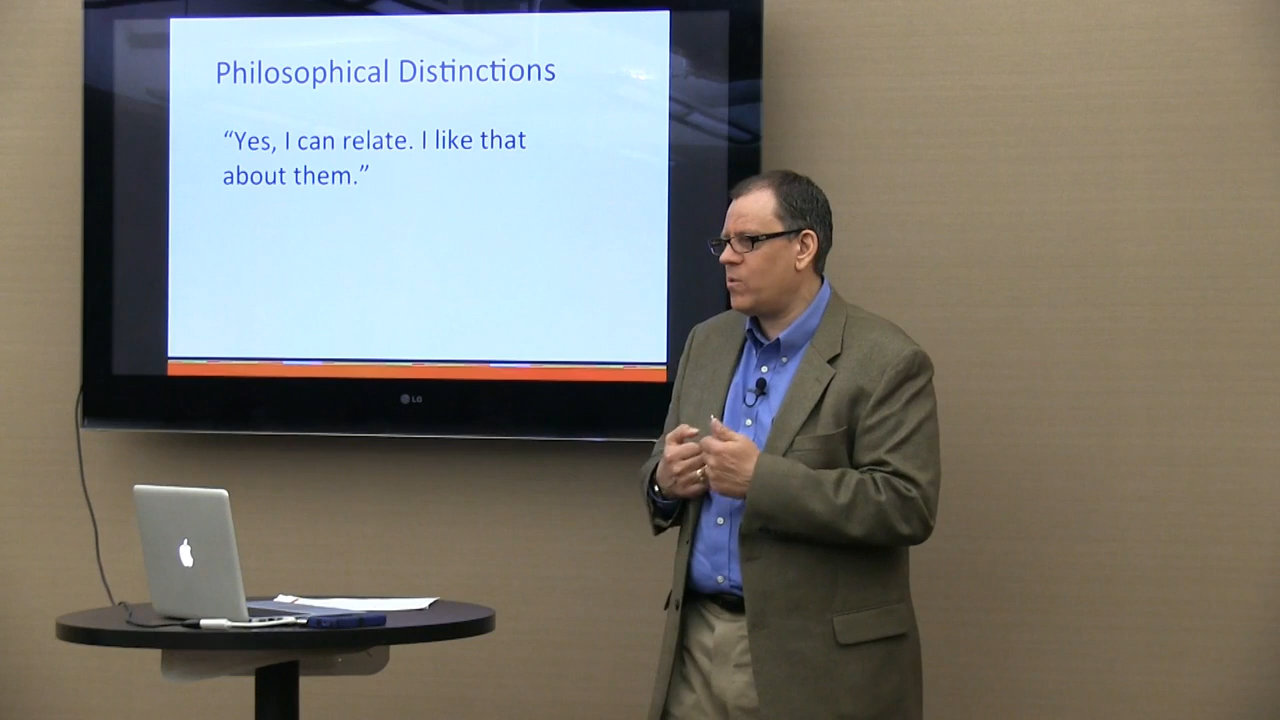 Philosophical Distinctions
“Yes, I can relate. I like that
about them.”
LG